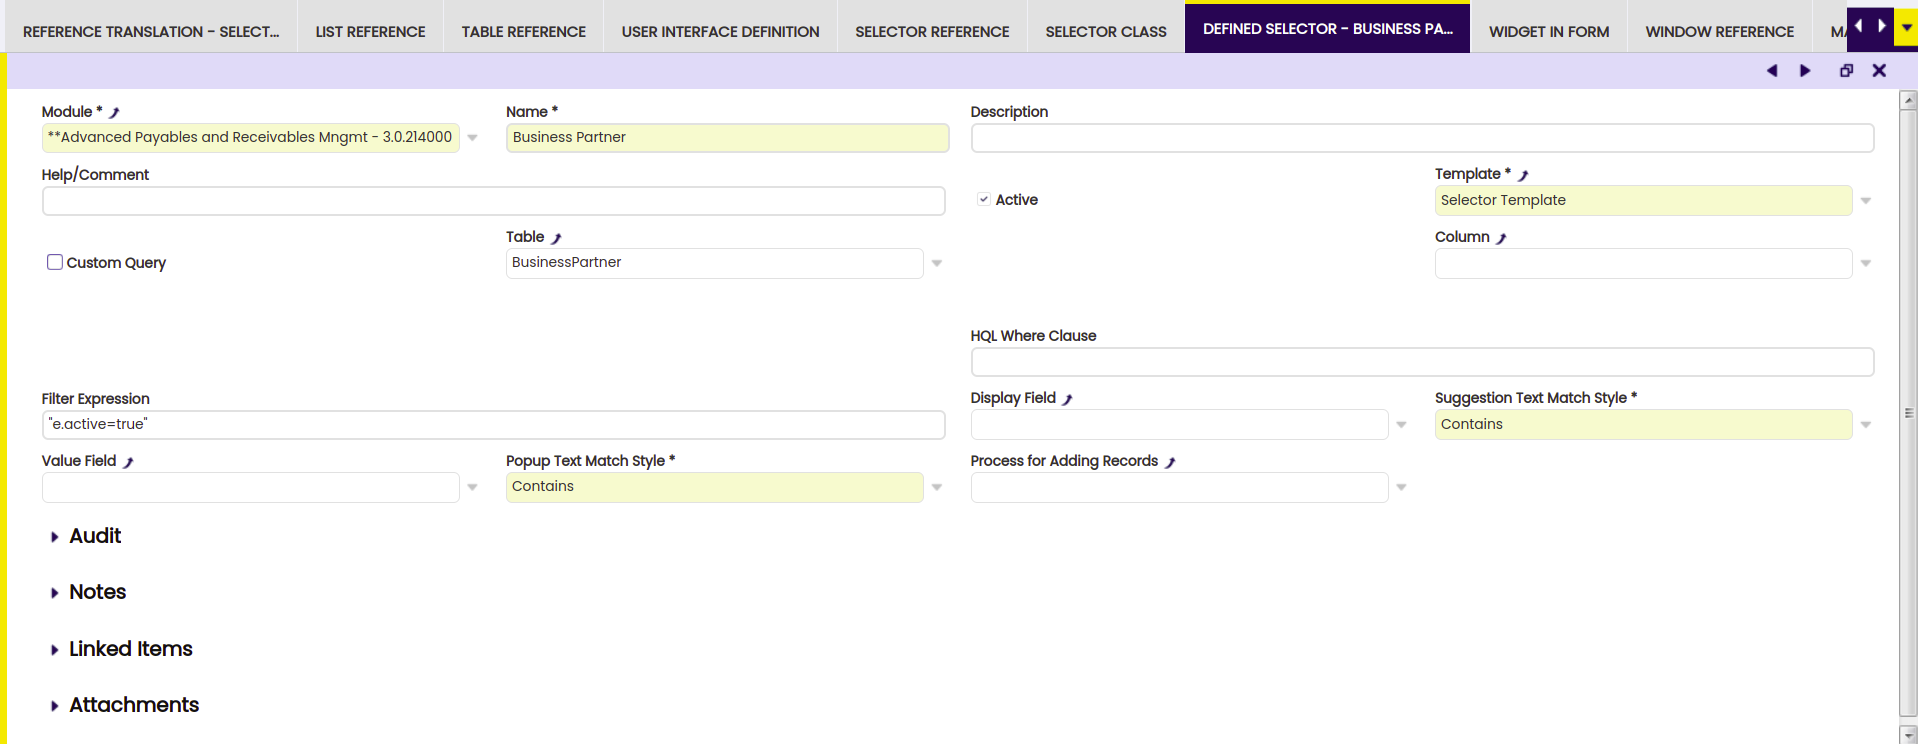 REFERENCE TRANSLATION - SELECT... LIST REFERENCE TABLE REFERENCE USER INTERFACE DEFINITION SELECTOR REFERENCE SELECTOR CLASS DEFINED SELECTOR - BUSINESS PA... WIDGET IN FORM WINDOW REFERENCE
Module * Name * Description
**Advanced Payables and Receivables Mngmt - 3.0.214000 Business Partner
Help/Comment Template *
Active Selector Template
Table Column
Custom Query BusinessPartner
HQL Where Clause
Filter Expression Display Field Suggestion Text Match Style *
"e.active=true" Contains
Value Field Popup Text Match Style * Process for Adding Records
Contains
Audit
Notes
Linked Items
Attachments